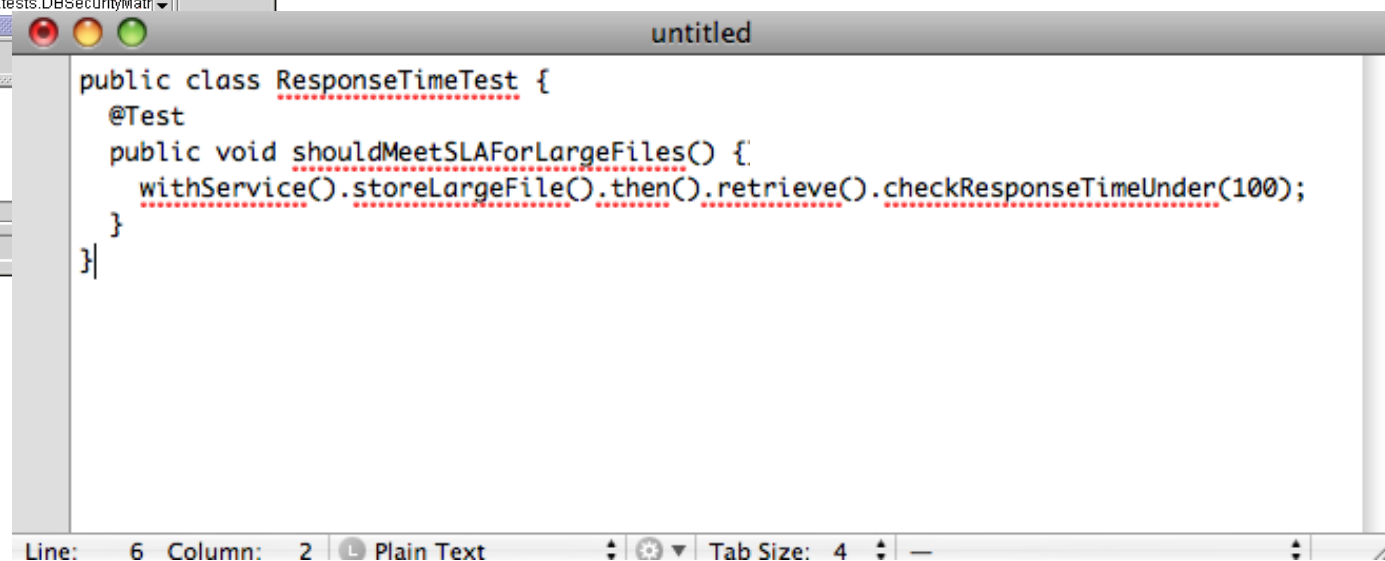 tests.DBSecurityMatr
untitled
public class ResponseTimeTest {
@Test
public void shouldMeetSLAForLargeFiles() {
withService().storeLargeFile().then().retrieve().checkResponseTimeUnder(100);
}
}
Line: 6 Column: 2 L Plain Text Tab Size: 4 —